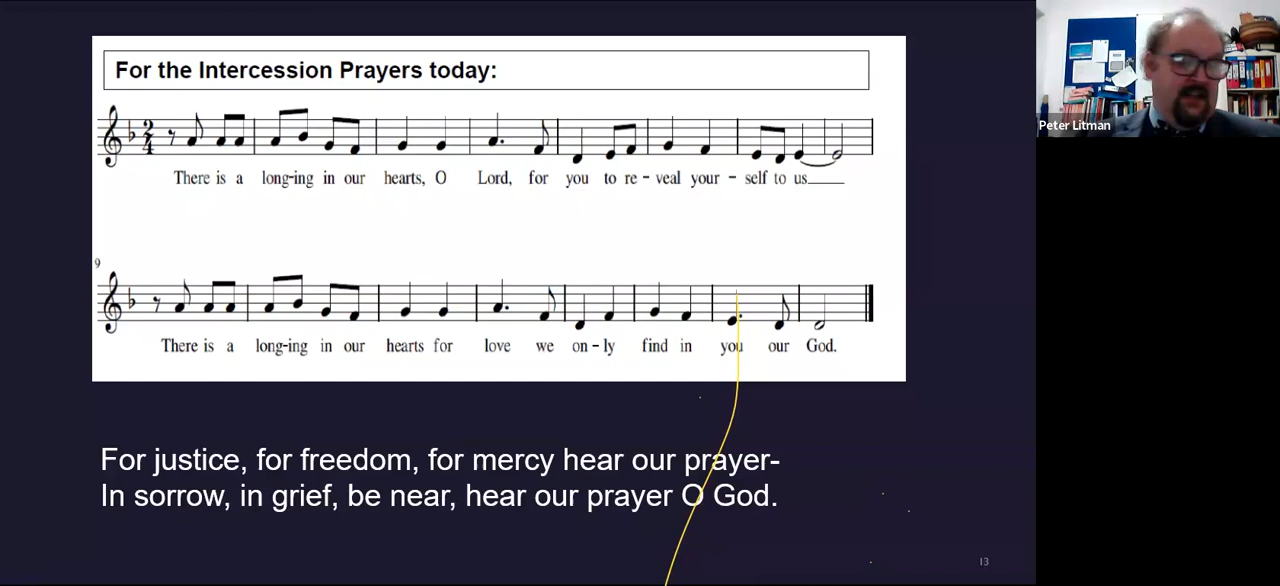 For the Intercession Prayers today:
There is a long-ing in our hearts, O Lord, for you to re - veal your - self to us
9
There is a long-ing in our hearts for love we on - ly find in you our God.
For justice, for freedom, for mercy hear our prayer-
In sorrow, in grief, be near, hear our prayer O God.
13
Peter Litman